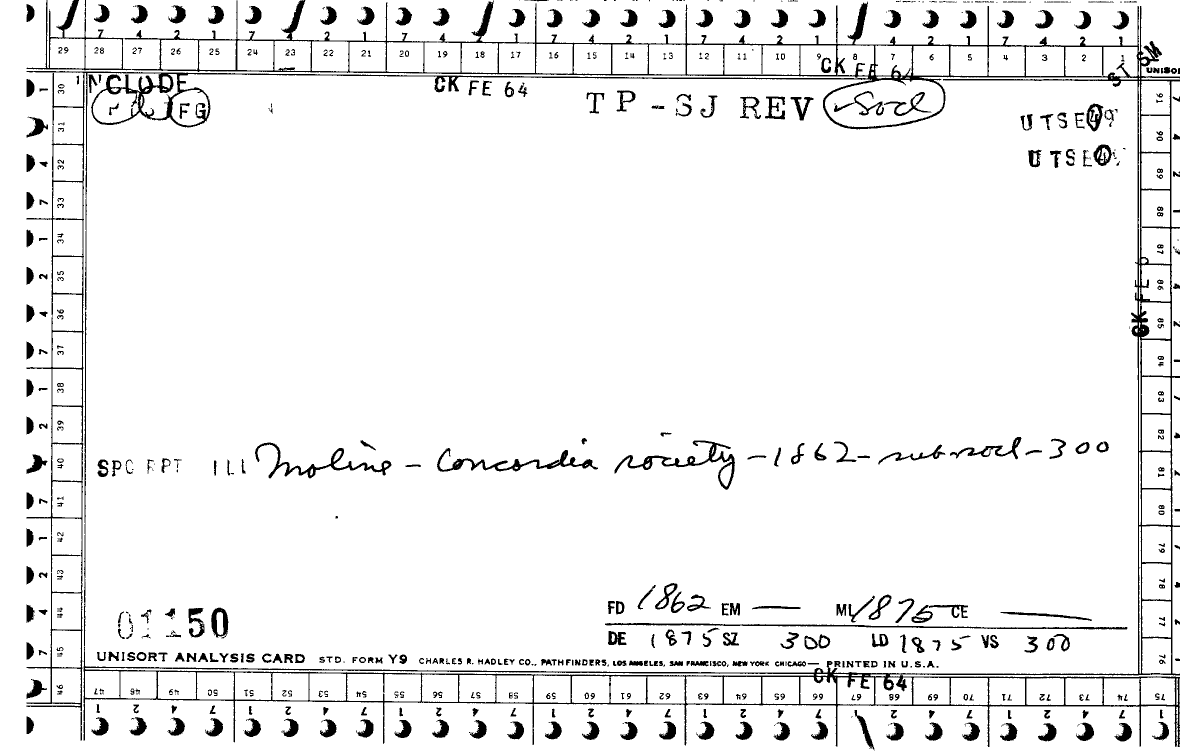 7 4 2 1 7 4 2 1 7 4 2 1 7 4 2 1 7 4 2 1 7 4 2 1 7 4 2 1
29 28 27 26 25 24 23 22 21 20 19 18 17 16 15 14 13 12 11 10 9 8 7 6 5 4 3 2 1
CK FE 64
ST SM
UNISO
NCLUDE
CK FE 64
TP-SJ REV socl
FG
UTSE49
UTSE4
30 31 32 33 34 35 36 37 38 39 40 41 42 43 44 45 46
91 90 89 88 87 86 85 84 83 82 81 80 79 78 77 76
CK FE 6
SPC RPT ILL Moline - Concordia society - 1862 - sub-socl - 300
01150
FD 1862 EM — ML 1875 CE —
DE 1875 SZ 300 LD 1875 VS 300
UNISORT ANALYSIS CARD STD. FORM Y9 CHARLES R. HADLEY CO., PATHFINDERS, LOS ANGELES, SAN FRANCISCO, NEW YORK CHICAGO — PRINTED IN U.S.A.
CK FE 64
47 48 49 50 51 52 53 54 55 56 57 58 59 60 61 62 63 64 65 66 67 68 69 70 71 72 73 74 75
1 2 4 7 1 2 4 7 1 2 4 7 1 2 4 7 1 2 4 7 1 2 4 7 1 2 4 7